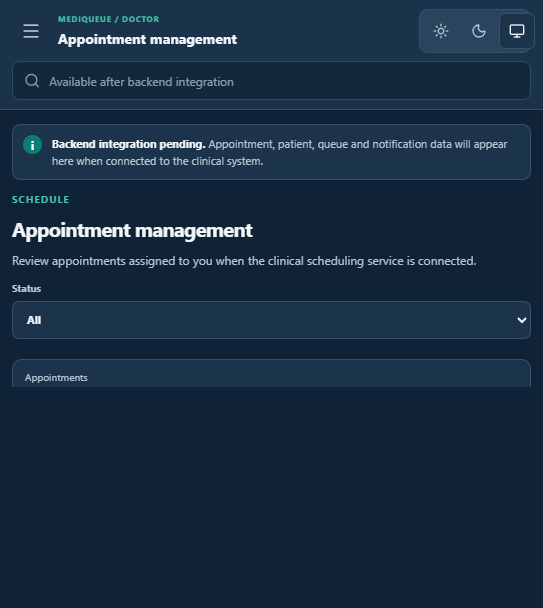 MEDIQUEUE / DOCTOR
Appointment management
Available after backend integration
Backend integration pending. Appointment, patient, queue and notification data will appear
here when connected to the clinical system.
SCHEDULE
Appointment management
Review appointments assigned to you when the clinical scheduling service is connected.
Status
All
Appointments